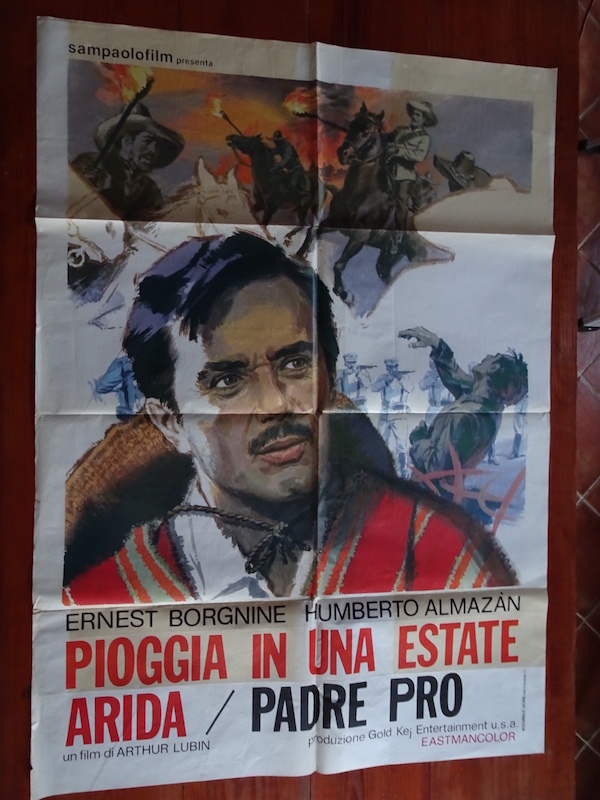 sampaolofilm presenta
ERNEST BORGNINE HUMBERTO ALMAZÀN
PIOGGIA IN UNA ESTATE
ARIDA / PADRE PRO
un film di ARTHUR LUBIN
produzione Gold Kej Entertainment u.s.a.
EASTMANCOLOR